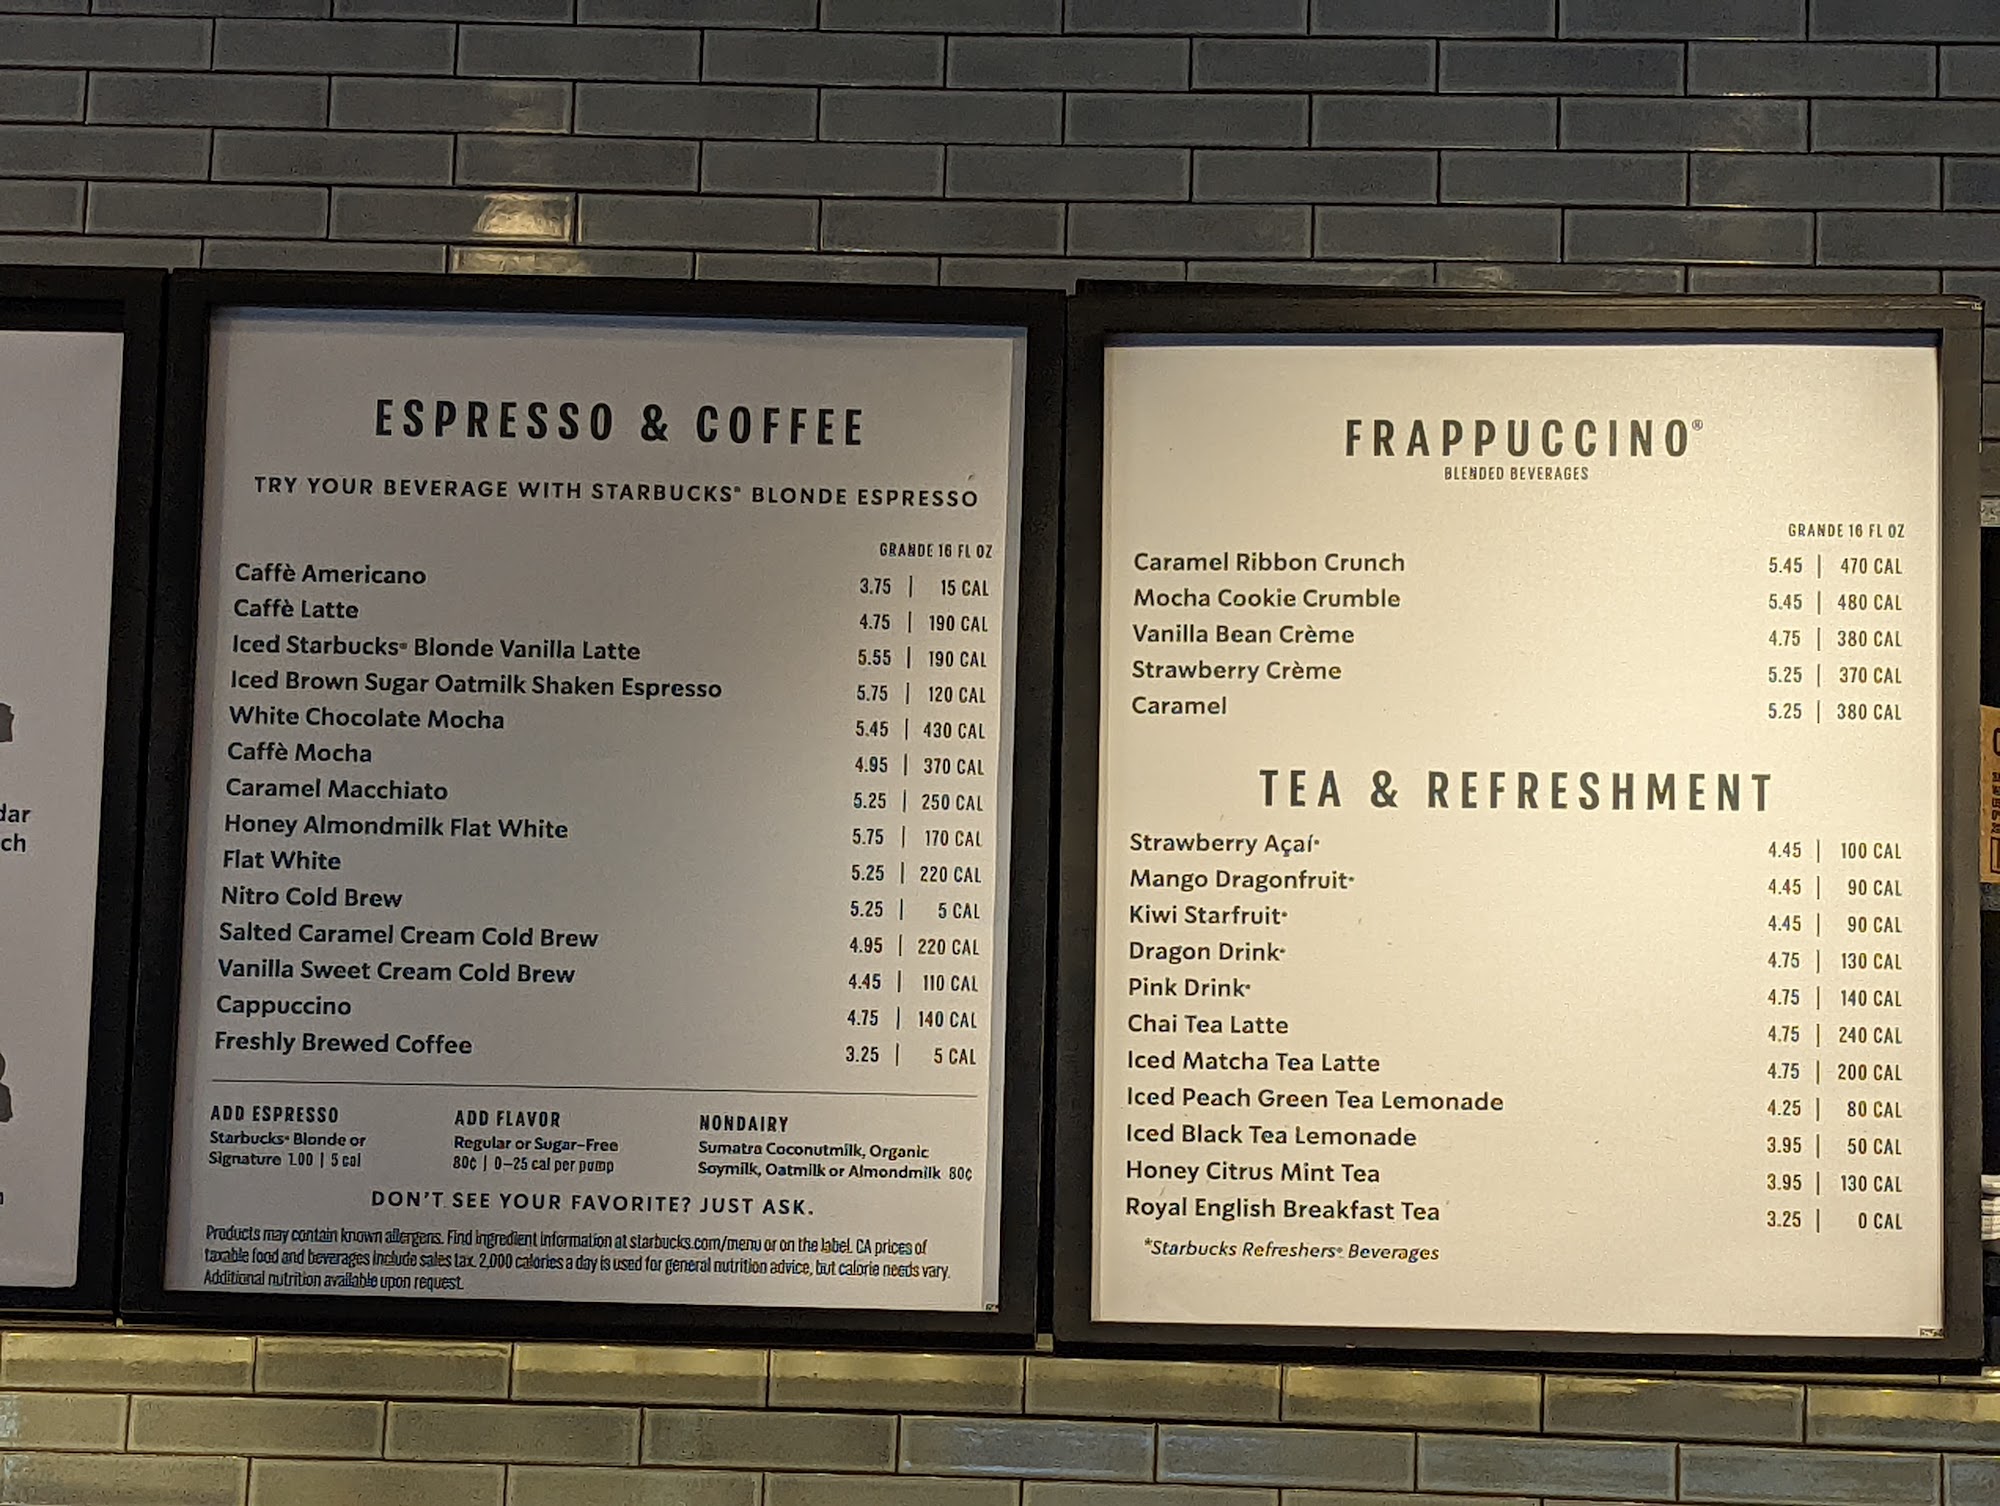 dar
ch
ESPRESSO & COFFEE
TRY YOUR BEVERAGE WITH STARBUCKS® BLONDE ESPRESSO
GRANDE 16 FL OZ
Caffè Americano 3.75 | 15 CAL
Caffè Latte 4.75 | 190 CAL
Iced Starbucks® Blonde Vanilla Latte 5.55 | 190 CAL
Iced Brown Sugar Oatmilk Shaken Espresso 5.75 | 120 CAL
White Chocolate Mocha 5.45 | 430 CAL
Caffè Mocha 4.95 | 370 CAL
Caramel Macchiato 5.25 | 250 CAL
Honey Almondmilk Flat White 5.75 | 170 CAL
Flat White 5.25 | 220 CAL
Nitro Cold Brew 5.25 | 5 CAL
Salted Caramel Cream Cold Brew 4.95 | 220 CAL
Vanilla Sweet Cream Cold Brew 4.45 | 110 CAL
Cappuccino 4.75 | 140 CAL
Freshly Brewed Coffee 3.25 | 5 CAL
ADD ESPRESSO
Starbucks® Blonde or
Signature 1.00 | 5 cal
ADD FLAVOR
Regular or Sugar-Free
80¢ | 0–25 cal per pump
NONDAIRY
Sumatra Coconutmilk, Organic
Soymilk, Oatmilk or Almondmilk 80¢
DON'T SEE YOUR FAVORITE? JUST ASK.
Products may contain known allergens. Find ingredient information at starbucks.com/menu or on the label. CA prices of
taxable food and beverages include sales tax. 2,000 calories a day is used for general nutrition advice, but calorie needs vary.
Additional nutrition available upon request.
FRAPPUCCINO®
BLENDED BEVERAGES
GRANDE 16 FL OZ
Caramel Ribbon Crunch 5.45 | 470 CAL
Mocha Cookie Crumble 5.45 | 480 CAL
Vanilla Bean Crème 4.75 | 380 CAL
Strawberry Crème 5.25 | 370 CAL
Caramel 5.25 | 380 CAL
TEA & REFRESHMENT
Strawberry Açaí* 4.45 | 100 CAL
Mango Dragonfruit* 4.45 | 90 CAL
Kiwi Starfruit* 4.45 | 90 CAL
Dragon Drink* 4.75 | 130 CAL
Pink Drink* 4.75 | 140 CAL
Chai Tea Latte 4.75 | 240 CAL
Iced Matcha Tea Latte 4.75 | 200 CAL
Iced Peach Green Tea Lemonade 4.25 | 80 CAL
Iced Black Tea Lemonade 3.95 | 50 CAL
Honey Citrus Mint Tea 3.95 | 130 CAL
Royal English Breakfast Tea 3.25 | 0 CAL
*Starbucks Refreshers® Beverages